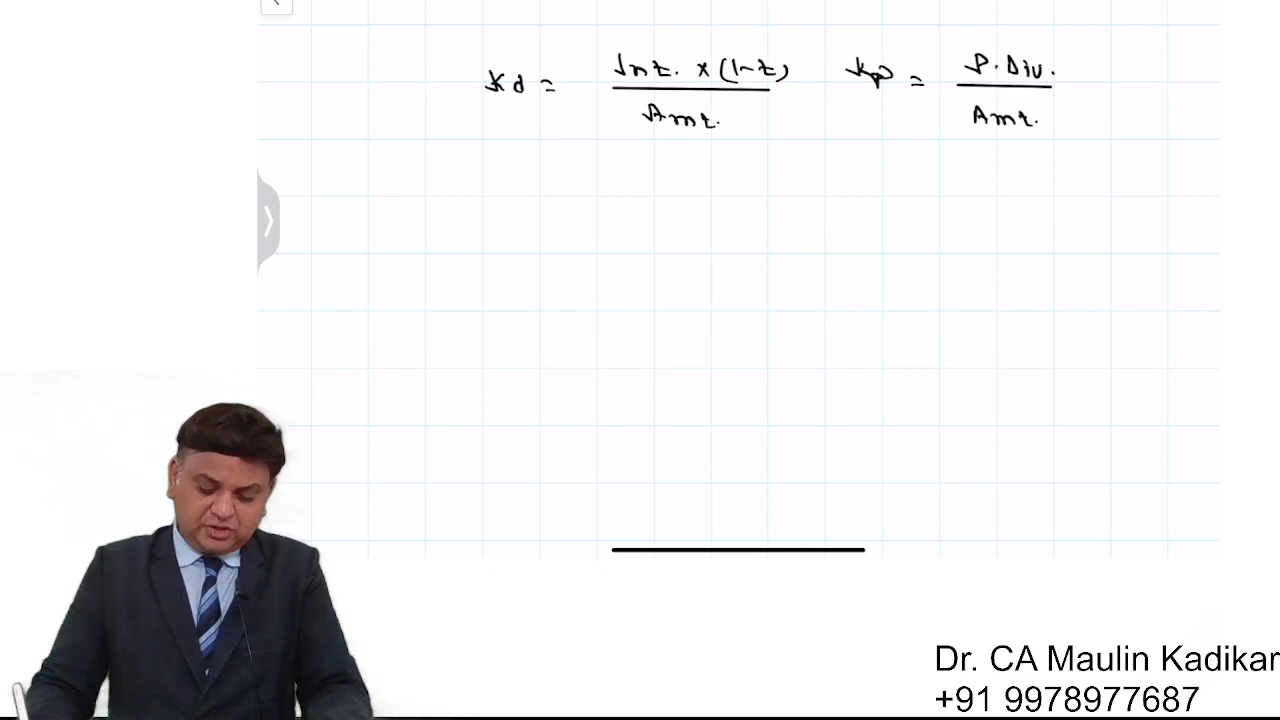 Kd = Int. x (1-t) / Amt.
Kp = P. Div. / Amt.
Dr. CA Maulin Kadikar
+91 9978977687